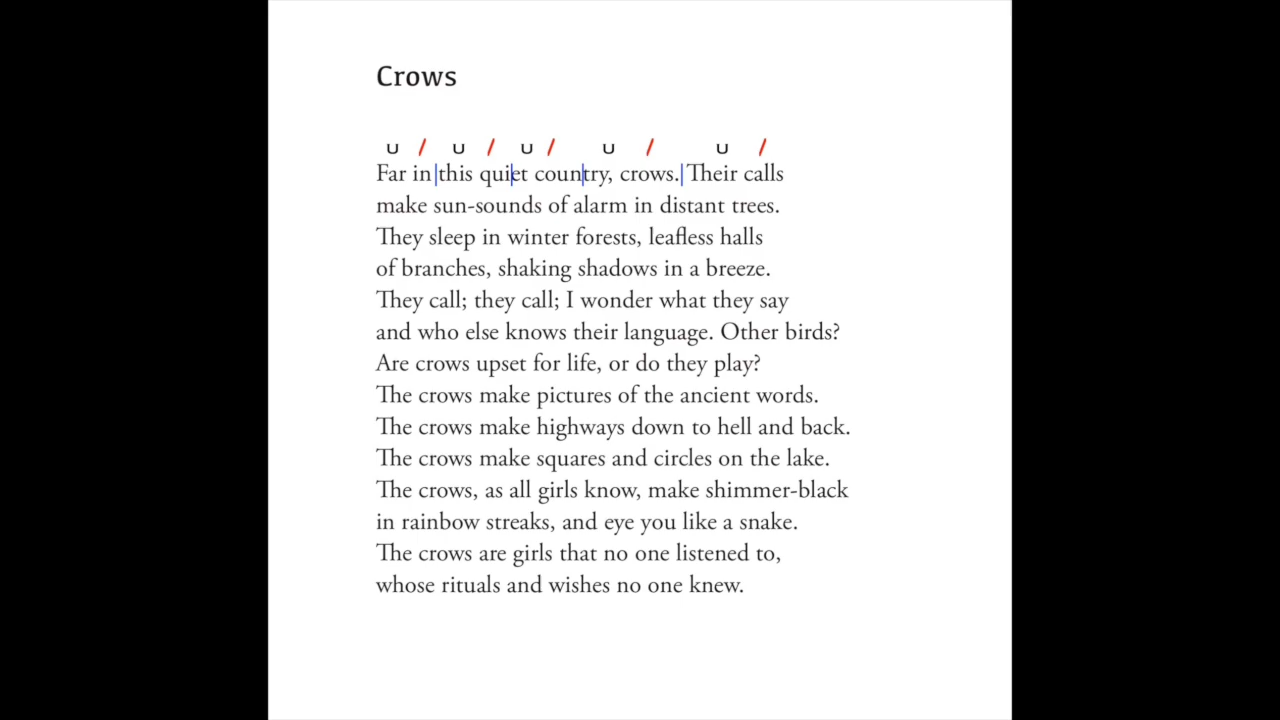 Crows
U / U / U / U / U /
Far in|this qui|et coun|try, crows.|Their calls
make sun-sounds of alarm in distant trees.
They sleep in winter forests, leafless halls
of branches, shaking shadows in a breeze.
They call; they call; I wonder what they say
and who else knows their language. Other birds?
Are crows upset for life, or do they play?
The crows make pictures of the ancient words.
The crows make highways down to hell and back.
The crows make squares and circles on the lake.
The crows, as all girls know, make shimmer-black
in rainbow streaks, and eye you like a snake.
The crows are girls that no one listened to,
whose rituals and wishes no one knew.